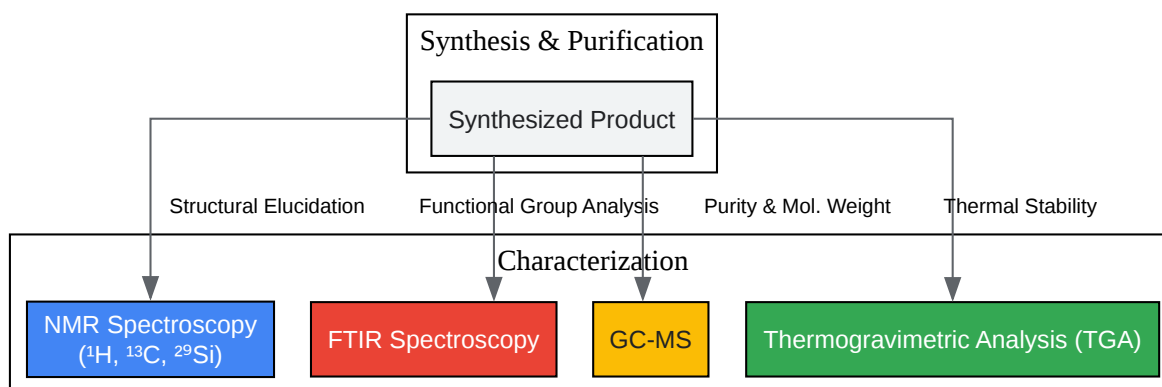 Synthesis & Purification
Synthesized Product
Structural Elucidation
Functional Group Analysis
Purity & Mol. Weight
Thermal Stability
Characterization
NMR Spectroscopy
(¹H, ¹³C, ²⁹Si)
FTIR Spectroscopy
GC-MS
Thermogravimetric Analysis (TGA)